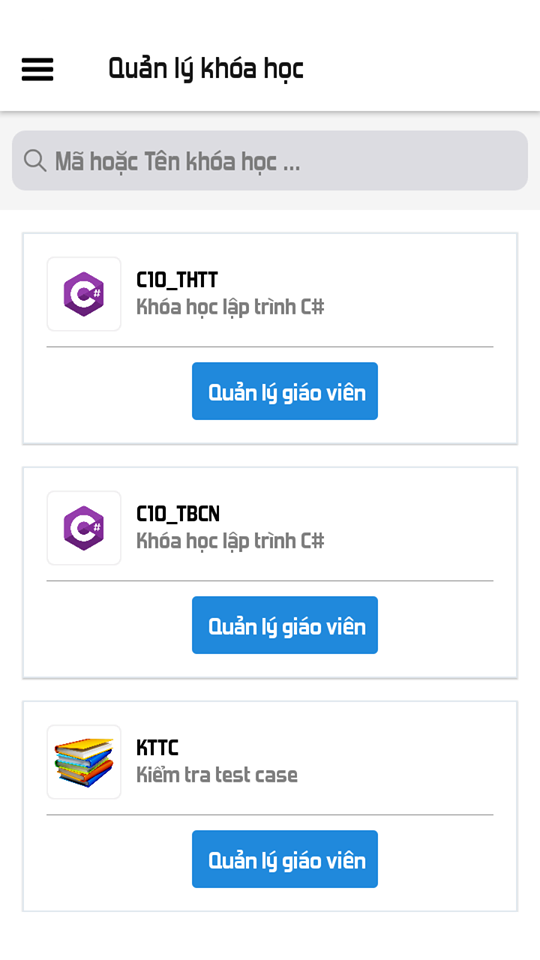 Quản lý khóa học
Mã hoặc Tên khóa học ...
C10_THTT
Khóa học lập trình C#
Quản lý giáo viên
C10_TBCN
Khóa học lập trình C#
Quản lý giáo viên
KTTC
Kiểm tra test case
Quản lý giáo viên